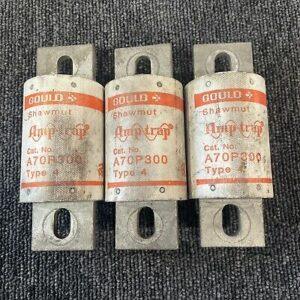 GOULD
Shawmut
Amp-trap
Cat. No.
A70P300
Type 4
GOULD
Shawmut
Amp-trap
Cat. No.
A70P300
Type 4
GOULD
Shawmut
Amp-trap
Cat. No.
A70P300
Type 4